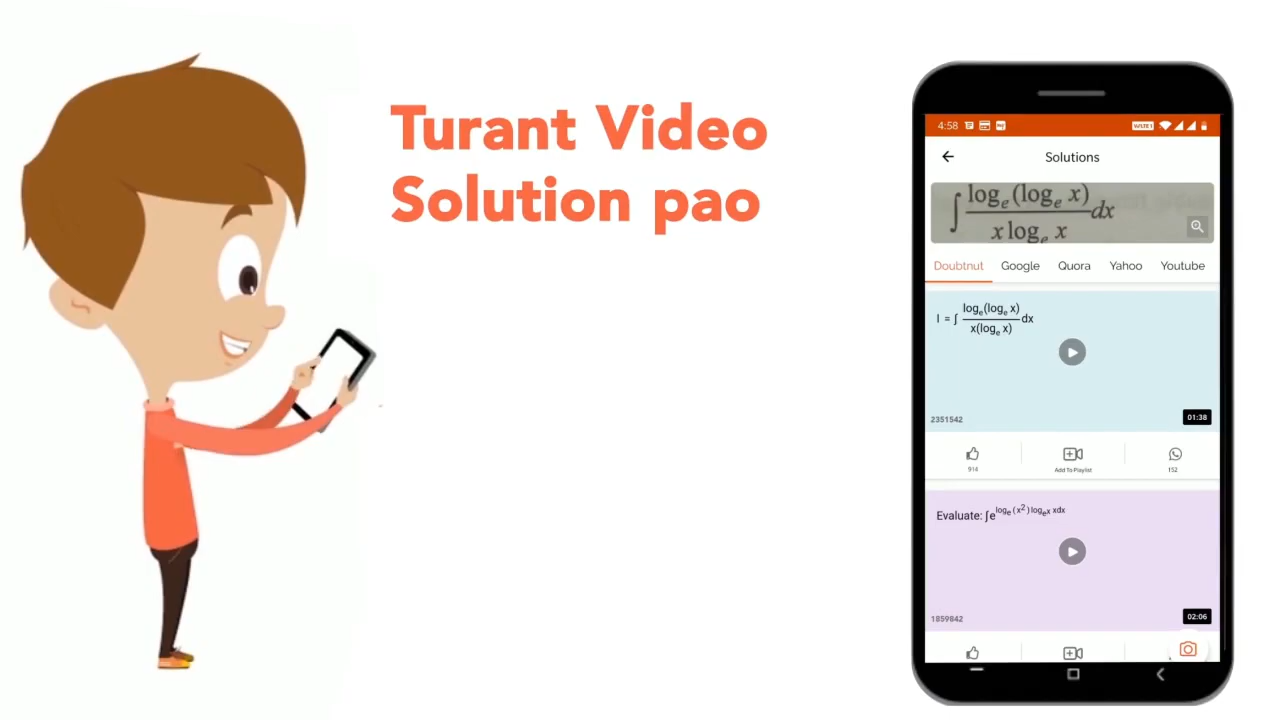 Turant Video
Solution pao
4:58
VoLTE1
Solutions
∫ logₑ(logₑ x) / x logₑ x dx
Doubtnut Google Quora Yahoo Youtube
I = ∫ logₑ(logₑ x) / x(logₑ x) dx
2351542 01:38
914 Add To Playlist 152
Evaluate: ∫e^logₑ(x²)logₑx xdx
1859842 02:06